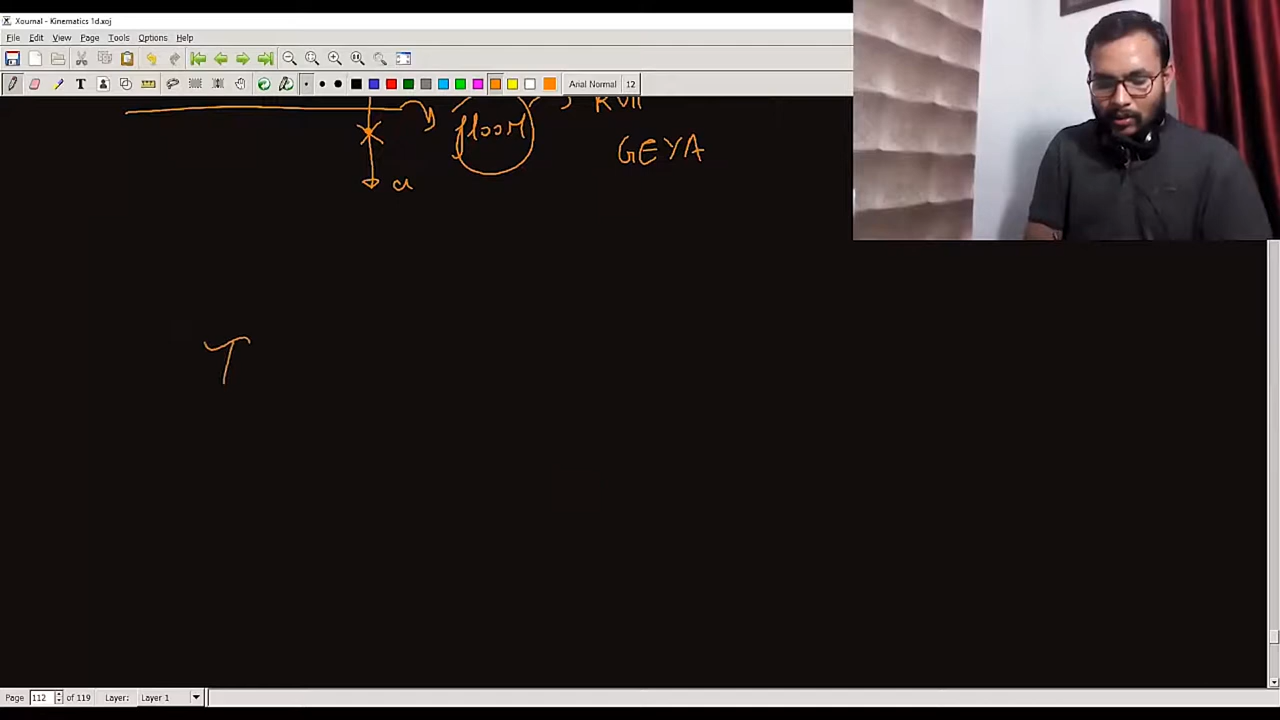 Xournal - Kinematics 1d.xoj
File Edit View Page Tools Options Help
T Arial Normal 12
floor
GEYA
a
T
Page 112 of 119 Layer: Layer 1